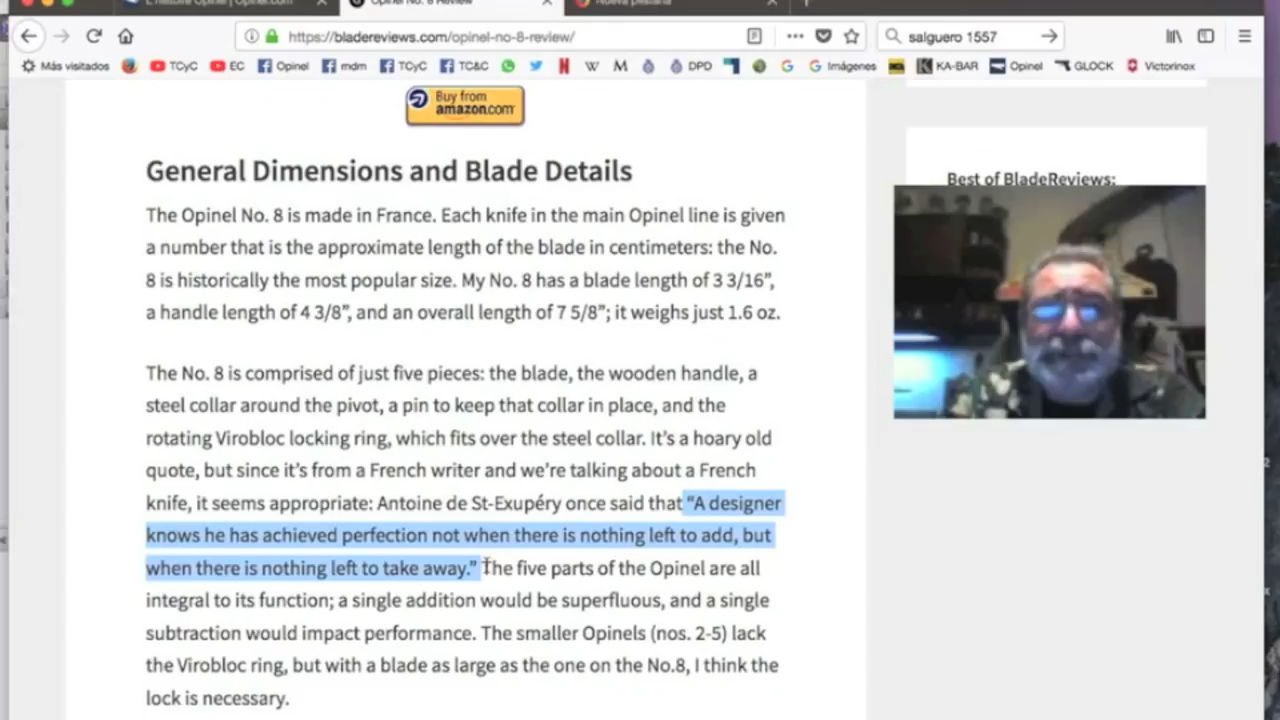 L'histoire Opinel | Opinel.com
Opinel No. 8 Review
Nueva pestaña
https://bladereviews.com/opinel-no-8-review/
salguero 1557
Más visitados
TCyC
EC
Opinel
mdm
TCyC
TC&C
W
M
DPD
G
G Imágenes
KA-BAR
Opinel
GLOCK
Victorinox
Buy from
amazon.com
General Dimensions and Blade Details
The Opinel No. 8 is made in France. Each knife in the main Opinel line is given
a number that is the approximate length of the blade in centimeters: the No.
8 is historically the most popular size. My No. 8 has a blade length of 3 3/16”,
a handle length of 4 3/8”, and an overall length of 7 5/8”; it weighs just 1.6 oz.
The No. 8 is comprised of just five pieces: the blade, the wooden handle, a
steel collar around the pivot, a pin to keep that collar in place, and the
rotating Virobloc locking ring, which fits over the steel collar. It’s a hoary old
quote, but since it’s from a French writer and we’re talking about a French
knife, it seems appropriate: Antoine de St-Exupéry once said that “A designer
knows he has achieved perfection not when there is nothing left to add, but
when there is nothing left to take away.” The five parts of the Opinel are all
integral to its function; a single addition would be superfluous, and a single
subtraction would impact performance. The smaller Opinels (nos. 2-5) lack
the Virobloc ring, but with a blade as large as the one on the No.8, I think the
lock is necessary.
Best of BladeReviews: